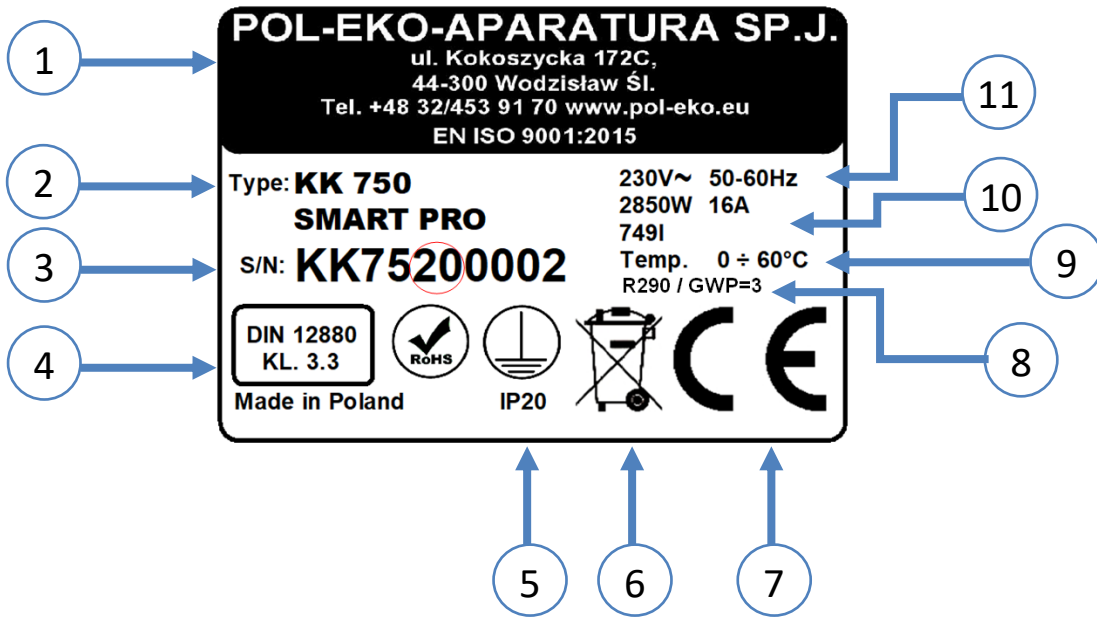 POL-EKO-APARATURA SP.J.
ul. Kokoszycka 172C,
44-300 Wodzisław Śl.
Tel. +48 32/453 91 70 www.pol-eko.eu
EN ISO 9001:2015
Type: KK 750
SMART PRO
S/N: KK75200002
230V~ 50-60Hz
2850W 16A
749l
Temp. 0 ÷ 60°C
R290 / GWP=3
DIN 12880
KL. 3.3
RoHS
Made in Poland
IP20
CE
1
2
3
4
5
6
7
8
9
10
11